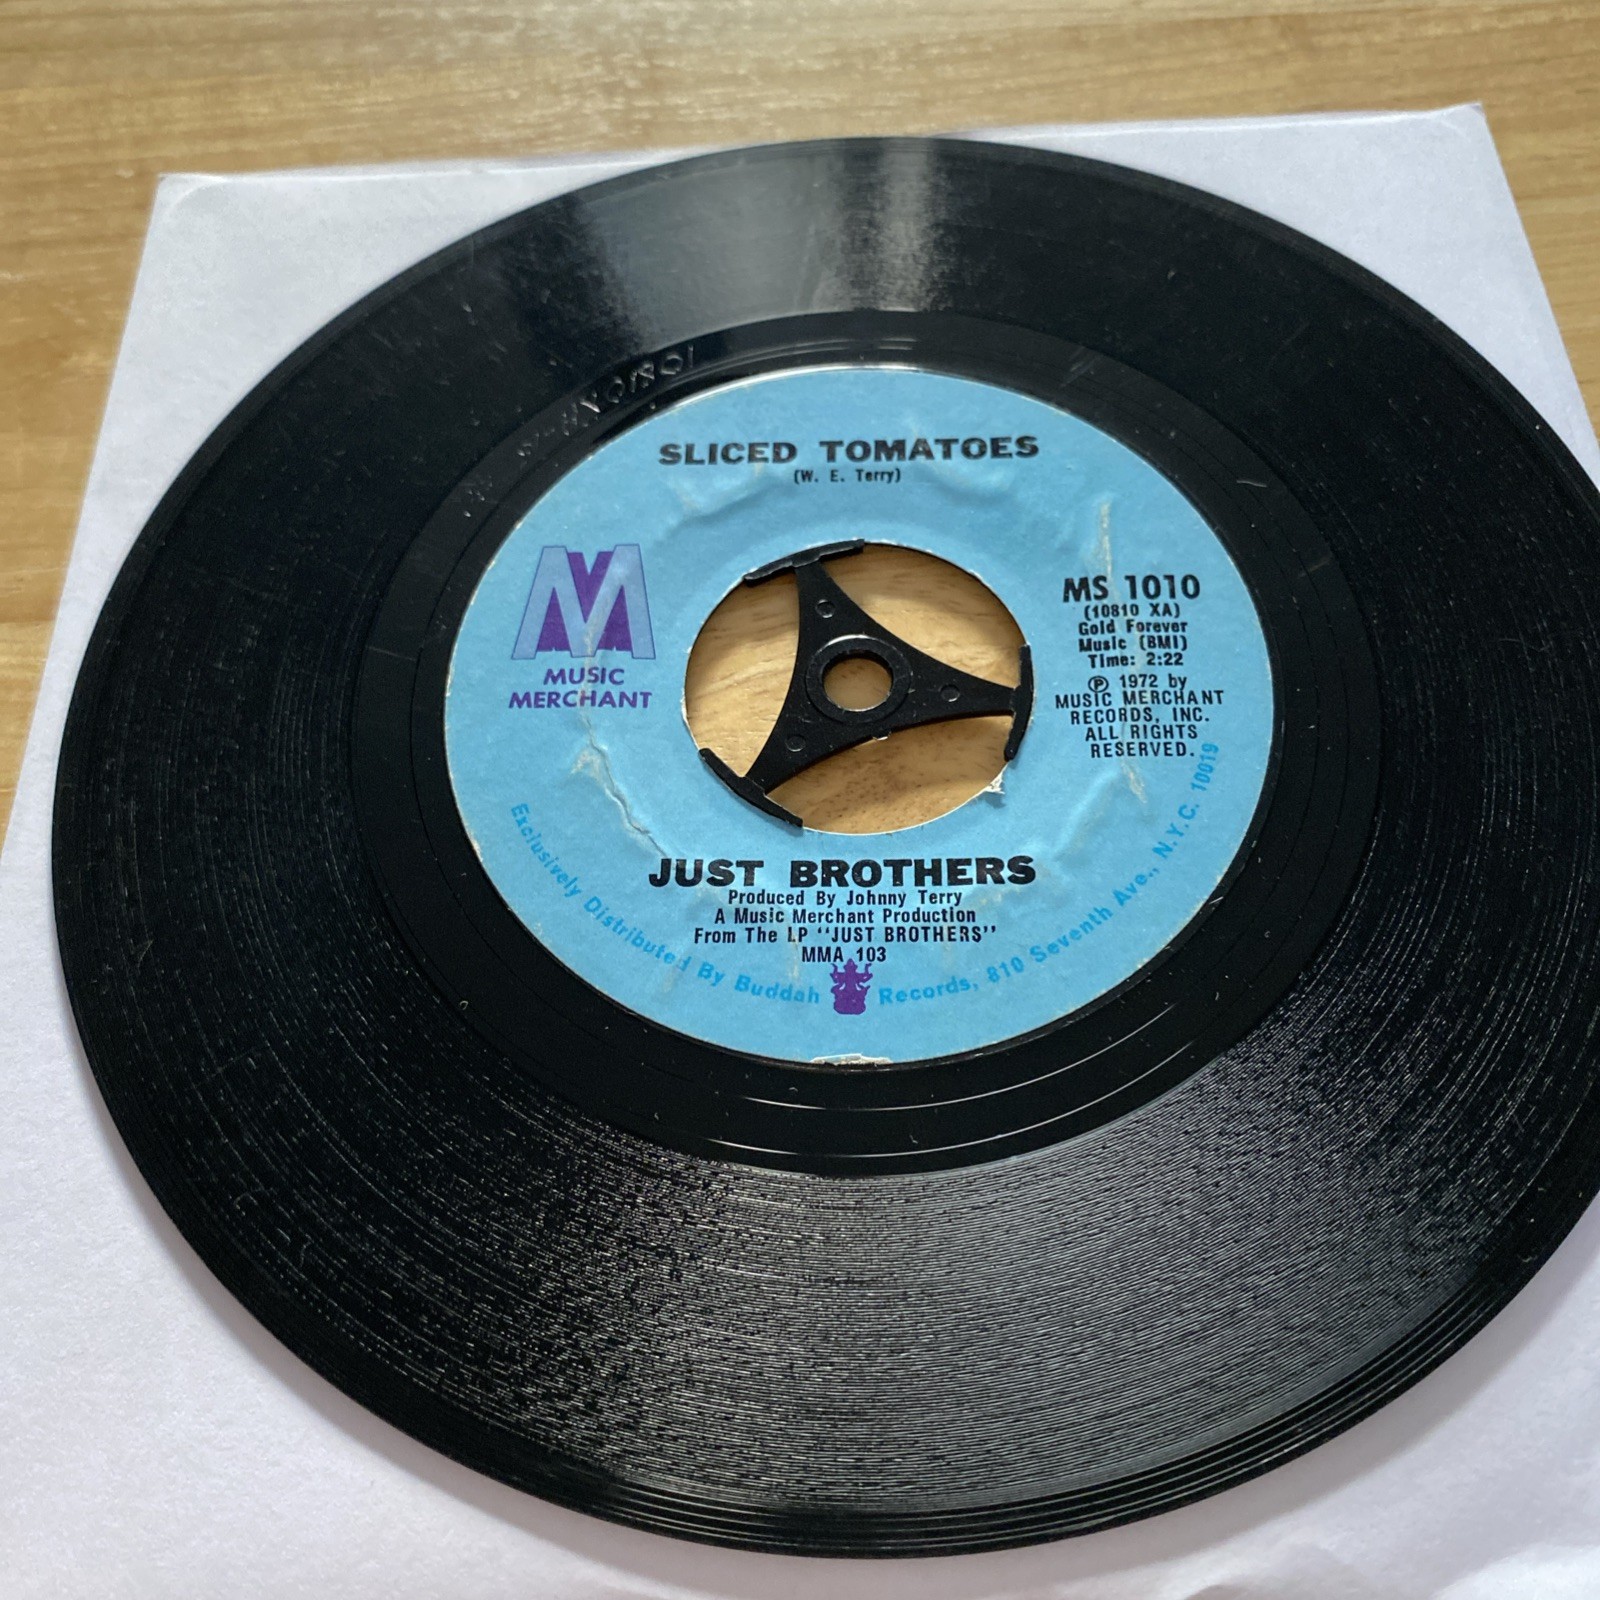 SLICED TOMATOES
(W. E. Terry)
MUSIC
MERCHANT
MS 1010
(10810 XA)
Gold Forever
Music (BMI)
Time: 2:22
℗ 1972 by
MUSIC MERCHANT
RECORDS, INC.
ALL RIGHTS
RESERVED.
JUST BROTHERS
Produced By Johnny Terry
A Music Merchant Production
From The LP "JUST BROTHERS"
MMA 103
Exclusively Distributed By Buddah Records, 810 Seventh Ave., N.Y.C. 10019